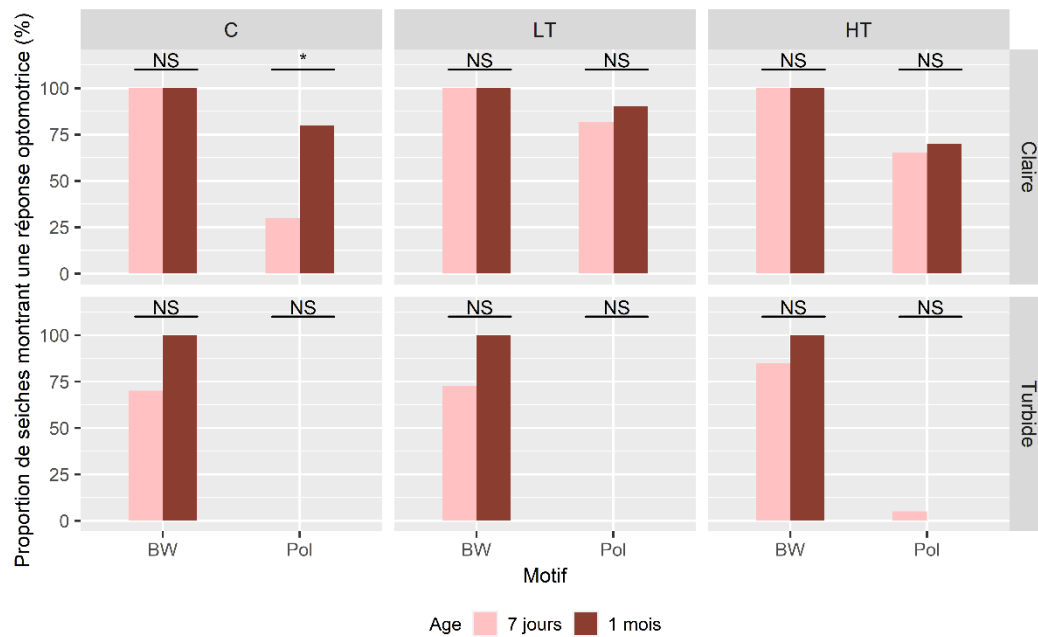 Proportion de seiches montrant une réponse optomotrice (%)
C LT HT
NS * NS NS NS NS
100
75
50
25
0
Claire
NS NS NS NS NS NS
100
75
50
25
0
Turbide
BW Pol BW Pol BW Pol
Motif
Age 7 jours 1 mois